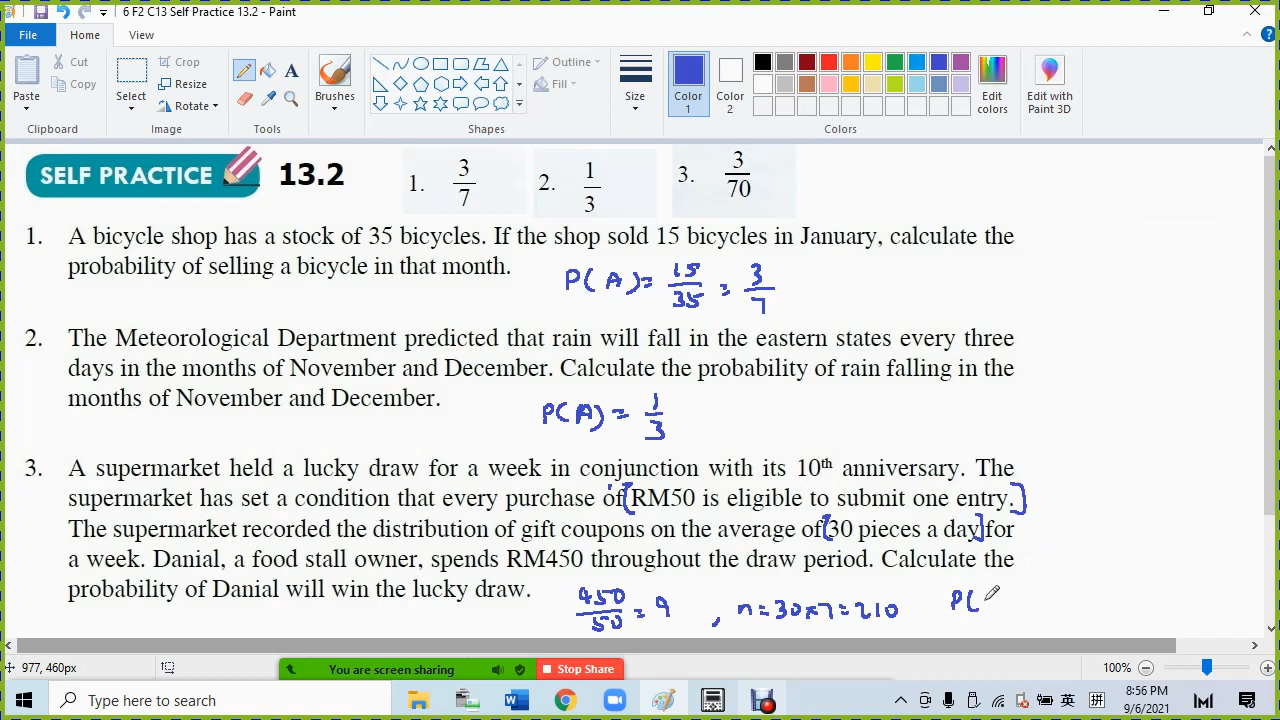 6 F2 C13 Self Practice 13.2 - Paint
File Home View
Paste Cut Copy Select Crop Resize Rotate Brushes Outline Fill Size Color 1 Color 2 Edit colors Edit with Paint 3D
Clipboard Image Tools Shapes Colors
SELF PRACTICE 13.2 1. 3/7 2. 1/3 3. 3/70
1. A bicycle shop has a stock of 35 bicycles. If the shop sold 15 bicycles in January, calculate the
probability of selling a bicycle in that month. P(A) = 15/35 = 3/7
2. The Meteorological Department predicted that rain will fall in the eastern states every three
days in the months of November and December. Calculate the probability of rain falling in the
months of November and December. P(A) = 1/3
3. A supermarket held a lucky draw for a week in conjunction with its 10th anniversary. The
supermarket has set a condition that every purchase of [RM50 is eligible to submit one entry.]
The supermarket recorded the distribution of gift coupons on the average of [30 pieces a day] for
a week. Danial, a food stall owner, spends RM450 throughout the draw period. Calculate the
probability of Danial will win the lucky draw. 450/50 = 9 , n = 30 x 7 = 210 P(
977, 460px You are screen sharing Stop Share 100%
Type here to search 英 拼 8:56 PM
9/6/2021